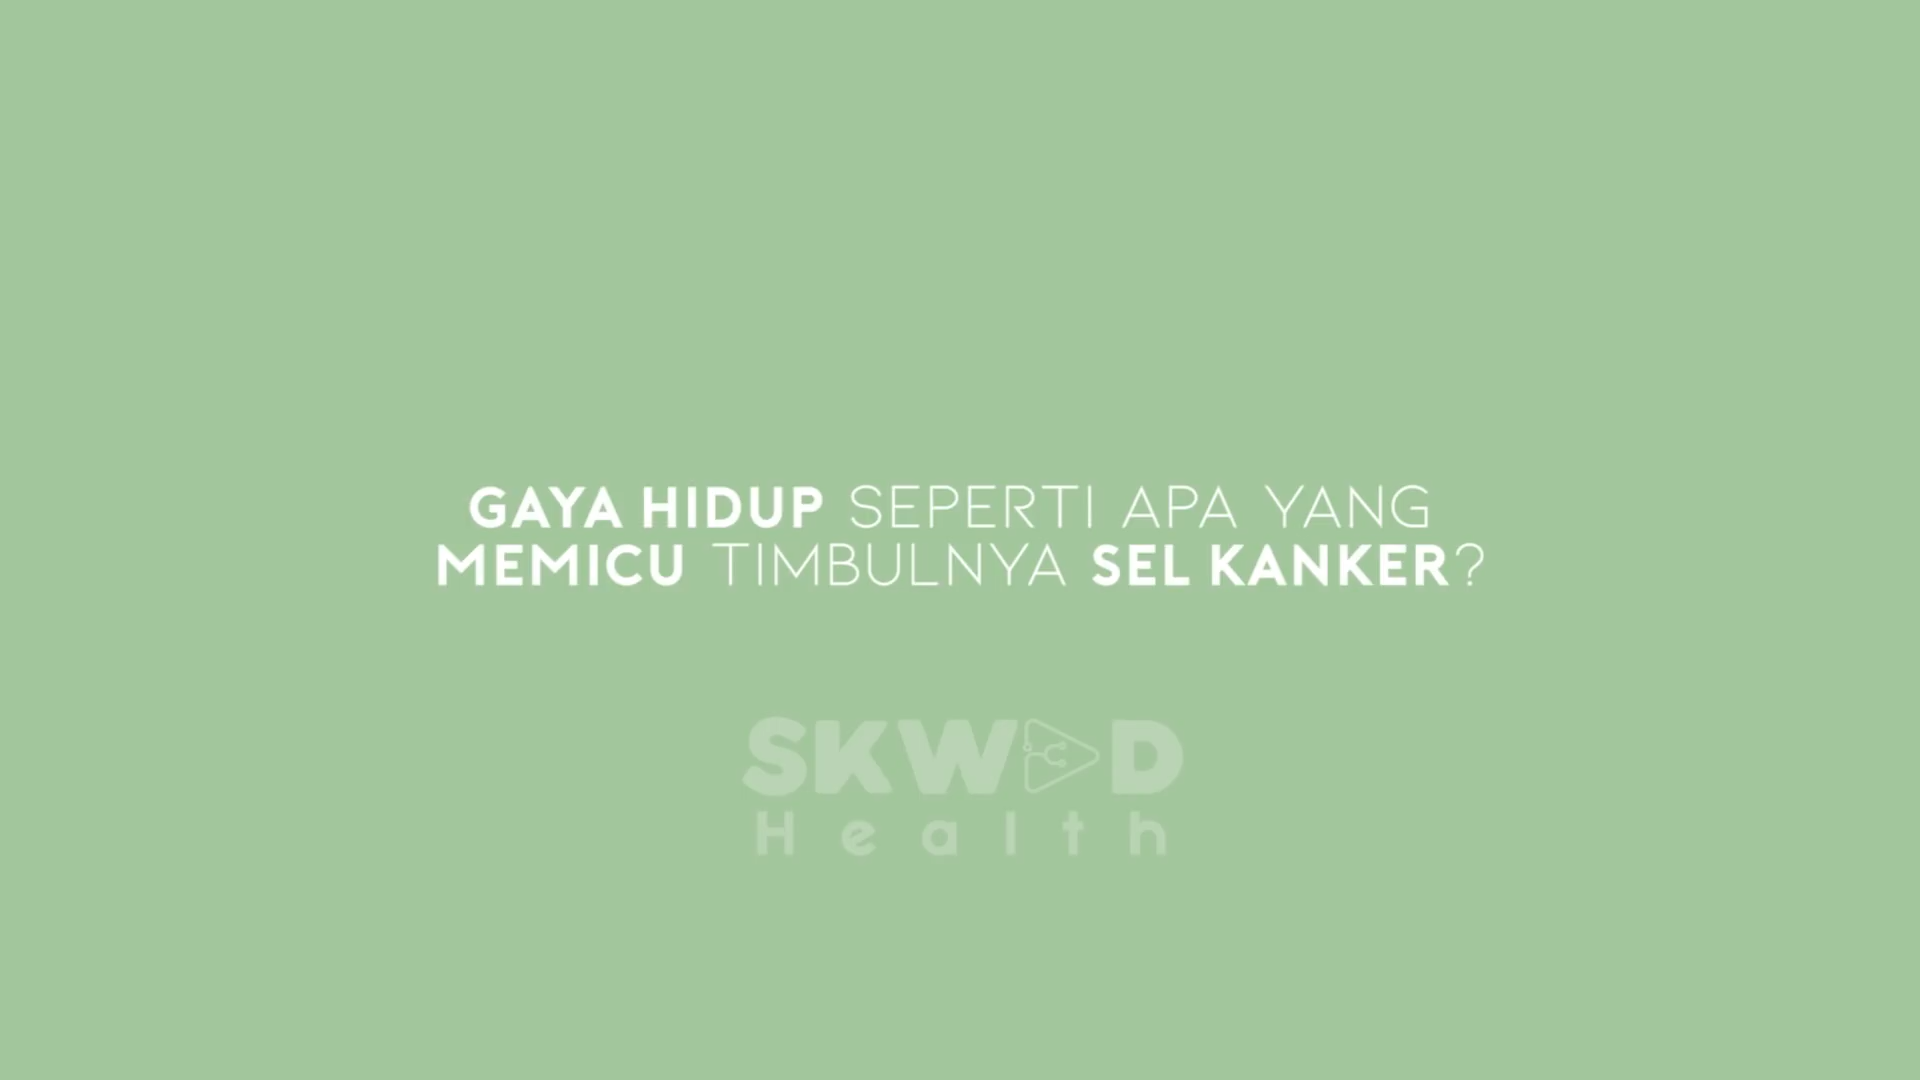 GAYA HIDUP SEPERTI APA YANG
MEMICU TIMBULNYA SEL KANKER?
SKWAD
Health